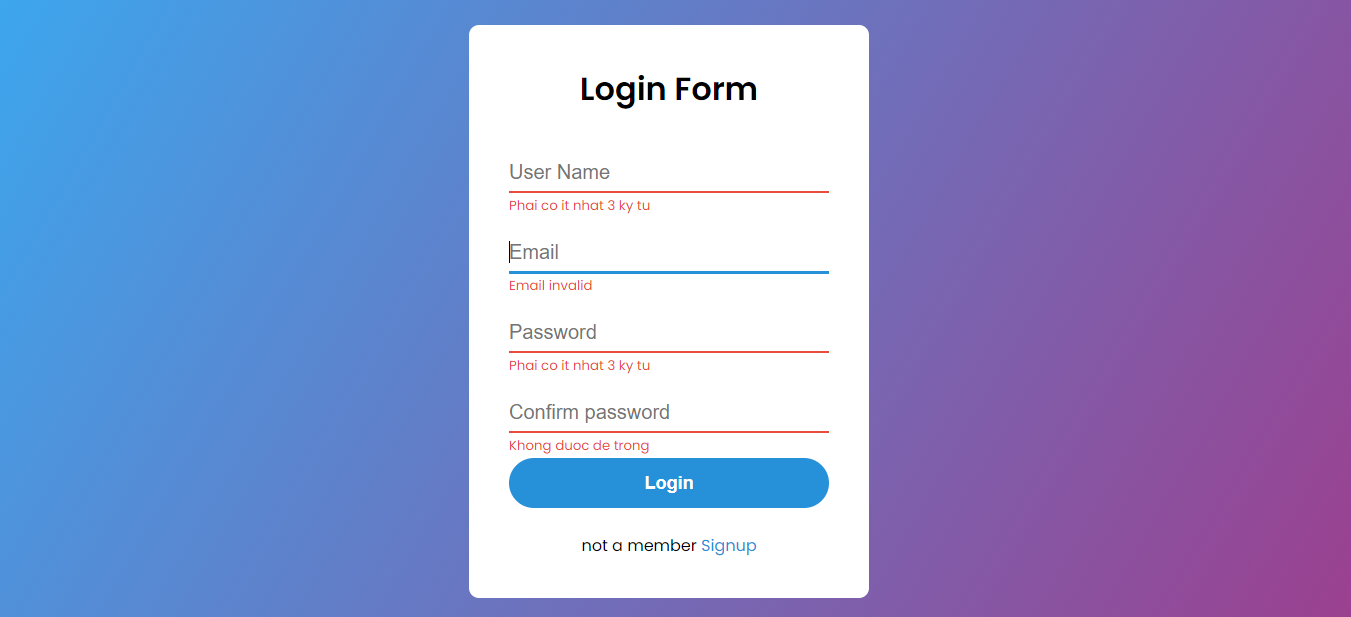 Login Form
User Name
Phai co it nhat 3 ky tu
Email
Email invalid
Password
Phai co it nhat 3 ky tu
Confirm password
Khong duoc de trong
Login
not a member Signup